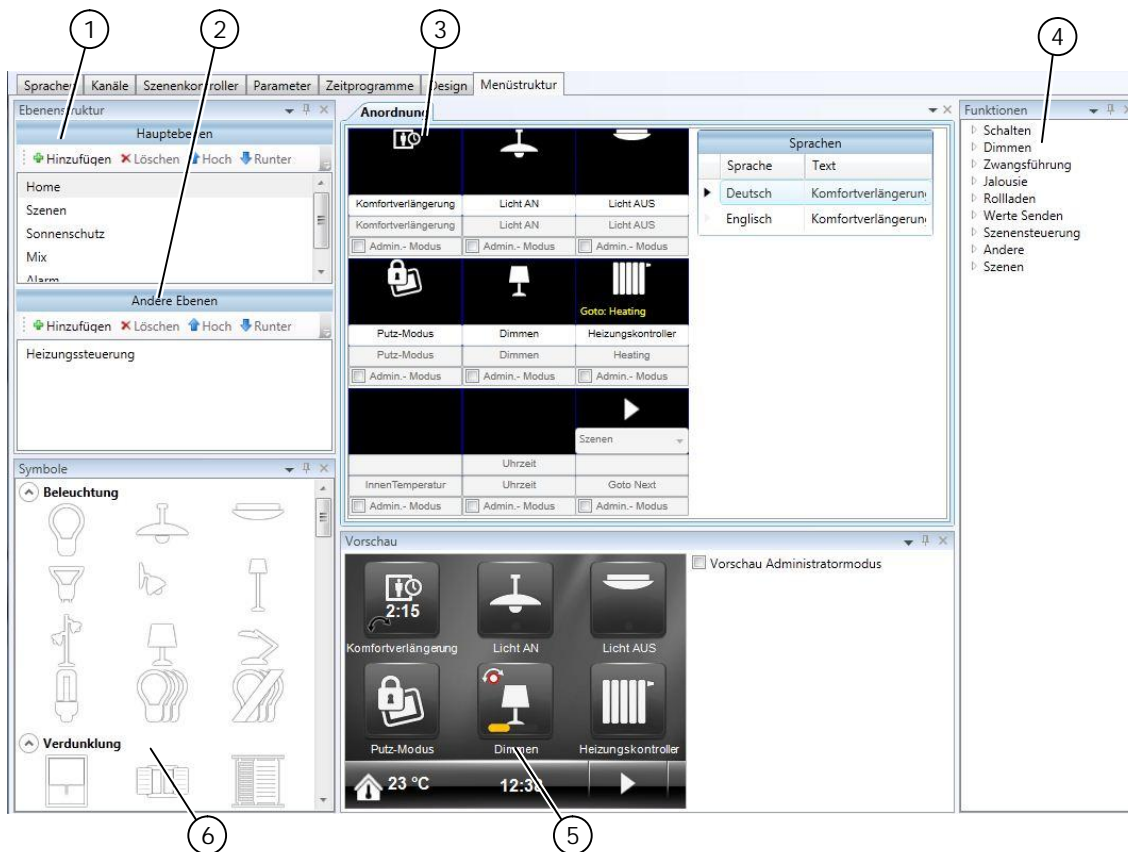 1
2
3
4
Sprachen Kanäle Szenenkontroller Parameter Zeitprogramme Design Menüstruktur
Ebenenstruktur
Hauptebenen
Hinzufügen Löschen Hoch Runter
Home
Szenen
Sonnenschutz
Mix
Alarm
Andere Ebenen
Hinzufügen Löschen Hoch Runter
Heizungssteuerung
Symbole
Beleuchtung
Verdunklung
6
Anordnung
Komfortverlängerung Licht AN Licht AUS
Komfortverlängerung Licht AN Licht AUS
Admin.- Modus Admin.- Modus Admin.- Modus
Goto: Heating
Putz-Modus Dimmen Heizungskontroller
Putz-Modus Dimmen Heating
Admin.- Modus Admin.- Modus Admin.- Modus
Szenen
Uhrzeit
InnenTemperatur Uhrzeit Goto Next
Admin.- Modus Admin.- Modus Admin.- Modus
Sprachen
Sprache Text
Deutsch Komfortverlängerun
Englisch Komfortverlängerun
Vorschau
Vorschau Administratormodus
2:15
Komfortverlängerung Licht AN Licht AUS
Putz-Modus Dimmen Heizungskontroller
23 °C 12:38
5
Funktionen
Schalten
Dimmen
Zwangsführung
Jalousie
Rollladen
Werte Senden
Szenensteuerung
Andere
Szenen